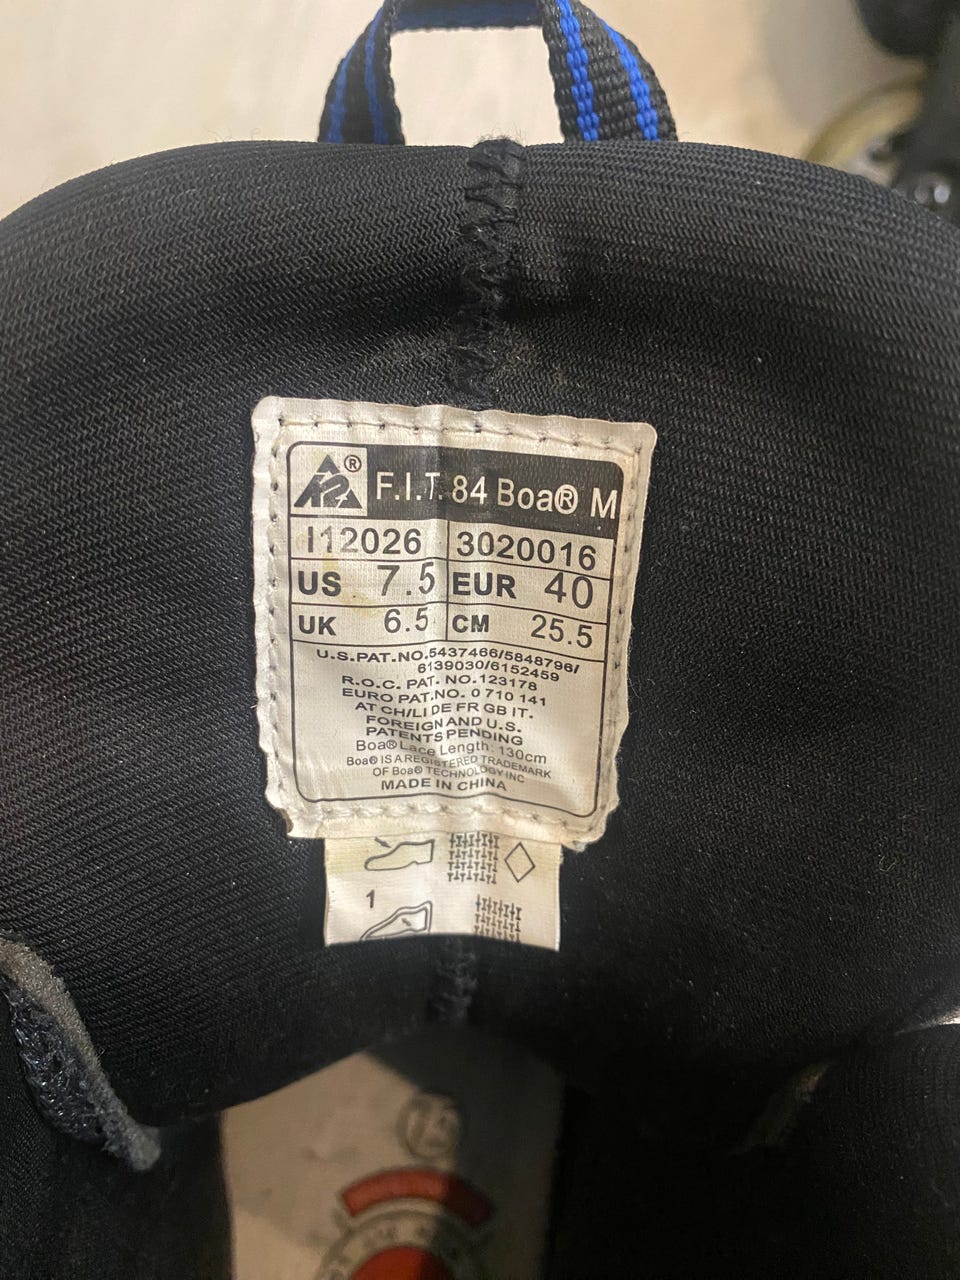 K2®
F.I.T. 84 Boa® M
I12026 3020016
US 7.5 EUR 40
UK 6.5 CM 25.5
U.S.PAT.NO.5437466/5848796/
6139030/6152459
R.O.C. PAT. NO.123178
EURO PAT.NO. 0 710 141
AT CH/LI DE FR GB IT.
FOREIGN AND U.S.
PATENTS PENDING
Boa® Lace Length: 130cm
Boa® IS A REGISTERED TRADEMARK
OF Boa® TECHNOLOGY INC
MADE IN CHINA
1